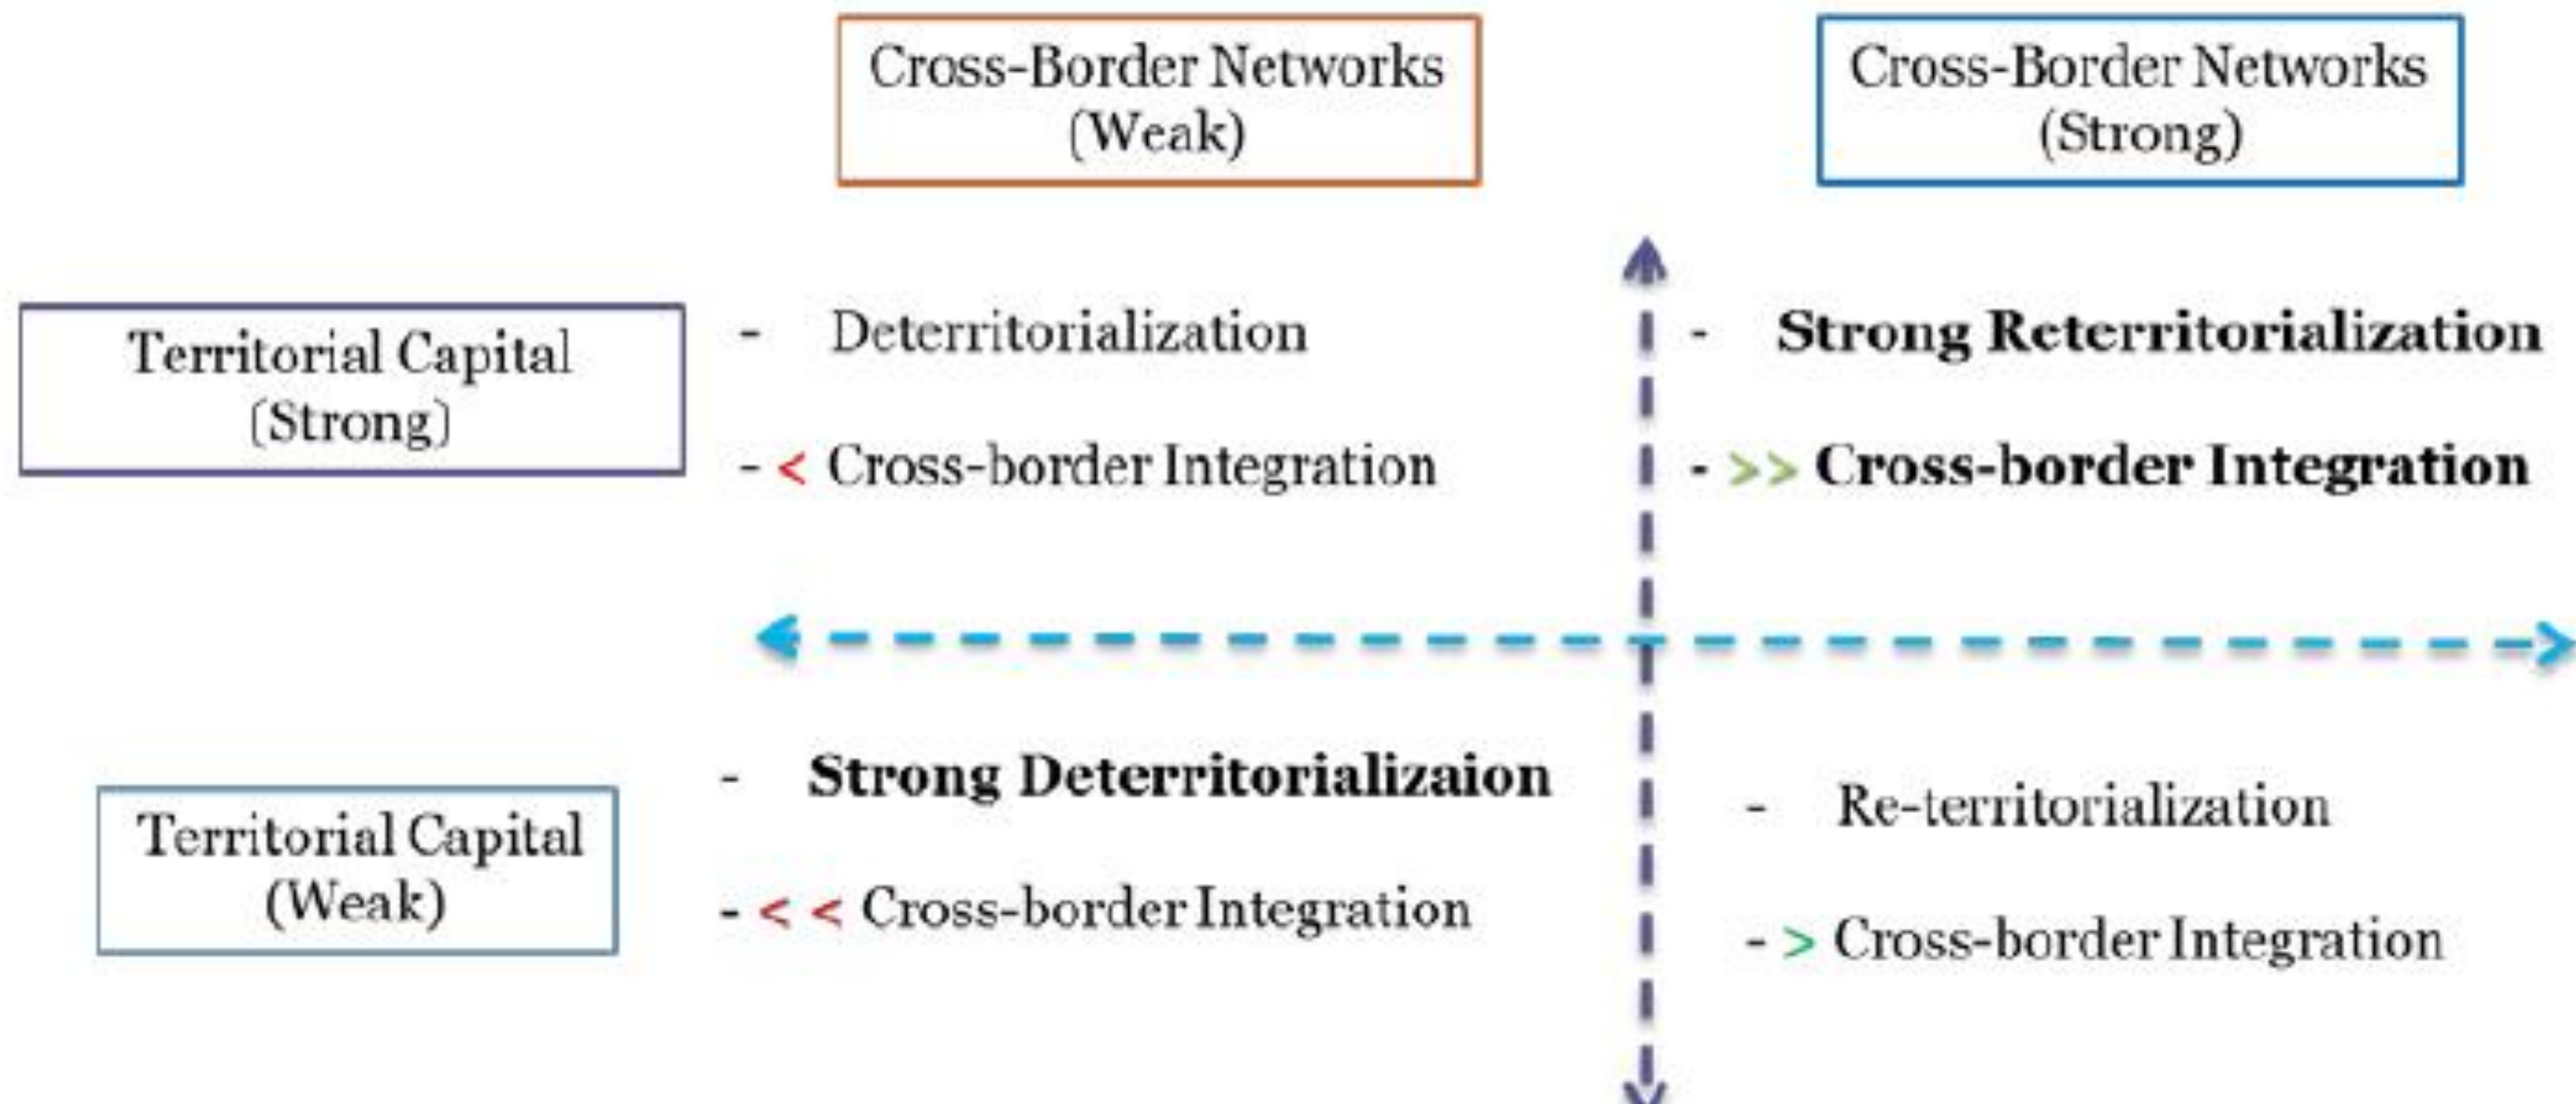 Cross-Border Networks
(Weak)
Cross-Border Networks
(Strong)
Territorial Capital
(Strong)
- Deterritorialization
- < Cross-border Integration
- Strong Reterritorialization
- >> Cross-border Integration
Territorial Capital
(Weak)
- Strong Deterritorializaion
- < < Cross-border Integration
- Re-territorialization
- > Cross-border Integration